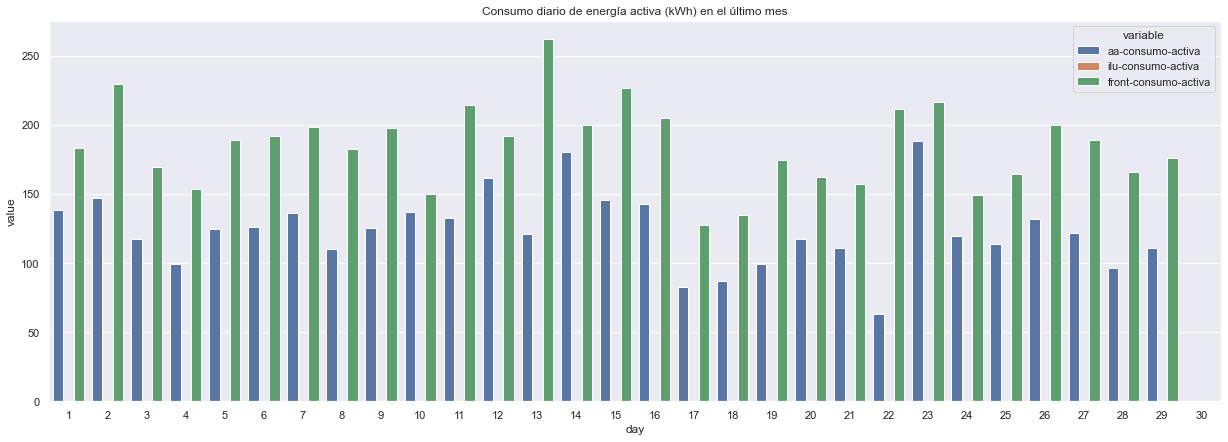 Consumo diario de energía activa (kWh) en el último mes
variable
aa-consumo-activa
ilu-consumo-activa
front-consumo-activa
250
200
150
100
50
0
value
1 2 3 4 5 6 7 8 9 10 11 12 13 14 15 16 17 18 19 20 21 22 23 24 25 26 27 28 29 30
day